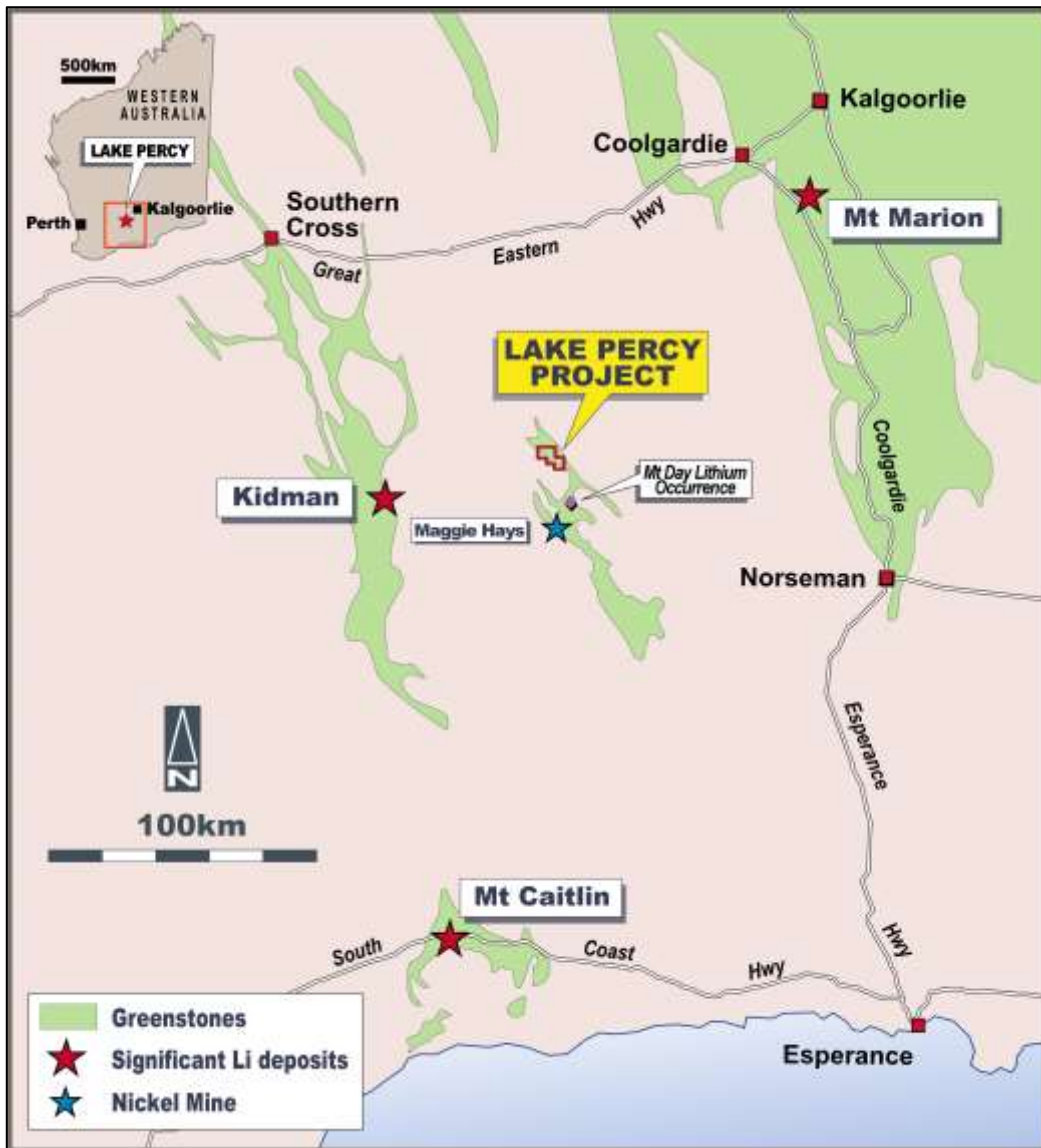 500km
WESTERN
AUSTRALIA
LAKE PERCY
Kalgoorlie
Perth
Kalgoorlie
Coolgardie
Mt Marion
Southern
Cross
Great
Eastern
Hwy
LAKE PERCY
PROJECT
Coolgardie
Mt Day Lithium
Occurrence
Kidman
Maggie Hays
Norseman
Esperance
Hwy
N
100km
Mt Caitlin
South
Coast
Hwy
Esperance
Greenstones
Significant Li deposits
Nickel Mine